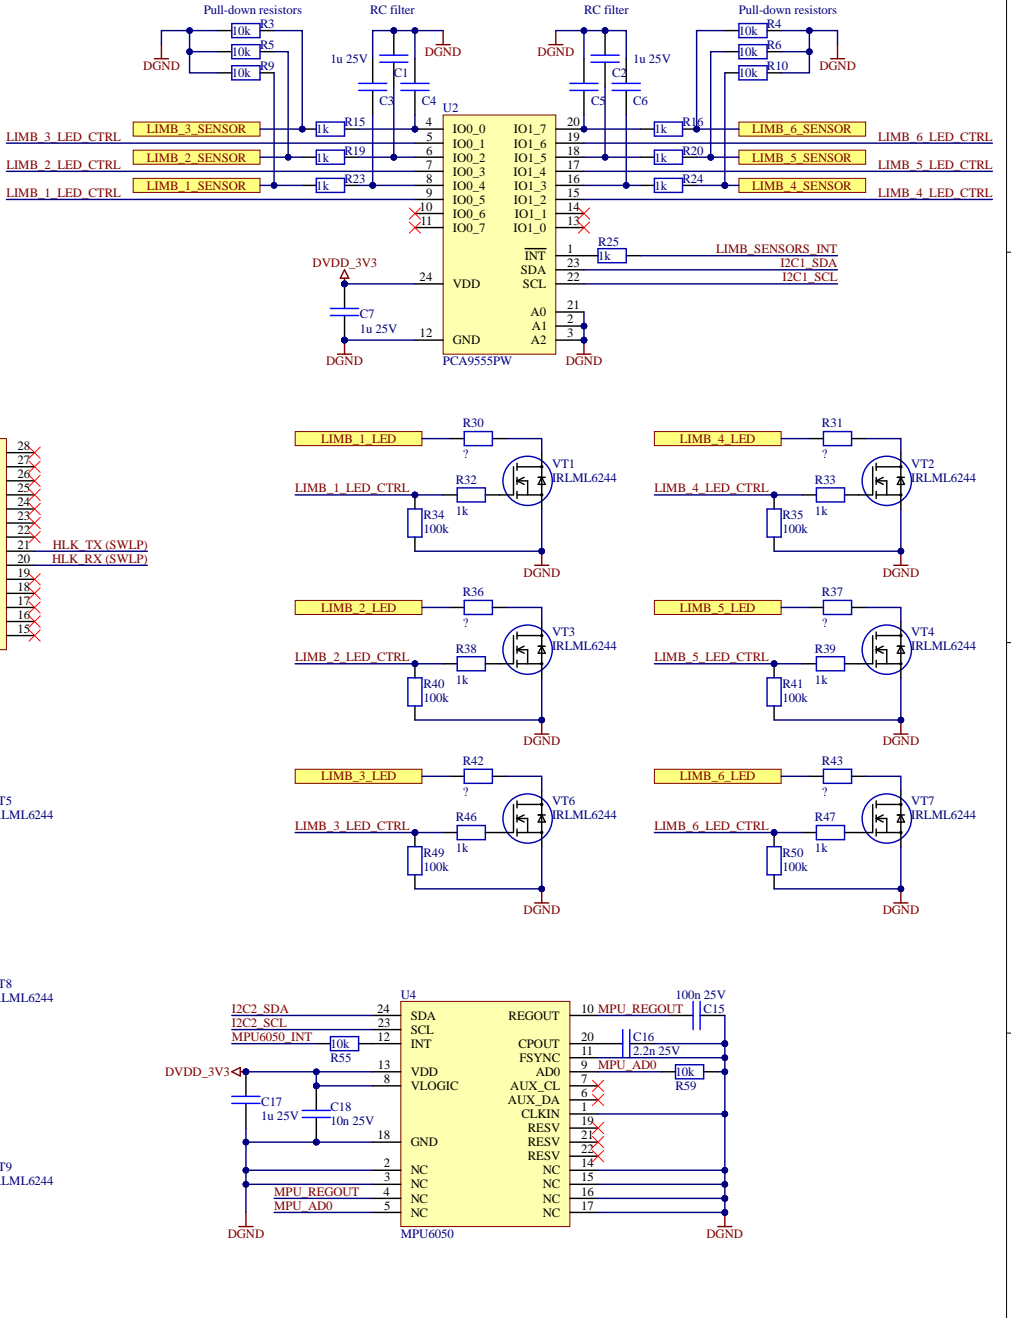 Pull-down resistors RC filter RC filter Pull-down resistors
10k R3 10k R4
10k R5 10k R6
10k R9 10k R10
DGND DGND DGND DGND
1u 25V C1 C2 1u 25V
C3 C4 C5 C6
U2
LIMB_3_SENSOR 1k R15 4 IO0_0 IO1_7 20 1k R16 LIMB_6_SENSOR
LIMB_3_LED_CTRL 5 IO0_1 IO1_6 19 LIMB_6_LED_CTRL
LIMB_2_SENSOR 1k R19 6 IO0_2 IO1_5 18 1k R20 LIMB_5_SENSOR
LIMB_2_LED_CTRL 7 IO0_3 IO1_4 17 LIMB_5_LED_CTRL
LIMB_1_SENSOR 1k R23 8 IO0_4 IO1_3 16 1k R24 LIMB_4_SENSOR
LIMB_1_LED_CTRL 9 IO0_5 IO1_2 15 LIMB_4_LED_CTRL
10 IO0_6 IO1_1 14
11 IO0_7 IO1_0 13
INT 1 R25 1k LIMB_SENSORS_INT
SDA 23 I2C1_SDA
DVDD_3V3 24 VDD SCL 22 I2C1_SCL
C7 A0 21
1u 25V A1 2
12 GND A2 3
DGND PCA9555PW DGND
28
27
26
25
24
23
22
21 HLK_TX (SWLP)
20 HLK_RX (SWLP)
19
18
17
16
15
LIMB_1_LED R30 ?
VT1
IRLML6244
LIMB_1_LED_CTRL R32 1k
R34
100k
DGND
LIMB_4_LED R31 ?
VT2
IRLML6244
LIMB_4_LED_CTRL R33 1k
R35
100k
DGND
LIMB_2_LED R36 ?
VT3
IRLML6244
LIMB_2_LED_CTRL R38 1k
R40
100k
DGND
LIMB_5_LED R37 ?
VT4
IRLML6244
LIMB_5_LED_CTRL R39 1k
R41
100k
DGND
T5
LML6244
LIMB_3_LED R42 ?
VT6
IRLML6244
LIMB_3_LED_CTRL R46 1k
R49
100k
DGND
LIMB_6_LED R43 ?
VT7
IRLML6244
LIMB_6_LED_CTRL R47 1k
R50
100k
DGND
T8
LML6244
T9
LML6244
U4 100n 25V
I2C2_SDA 24 SDA REGOUT 10 MPU_REGOUT C15
I2C2_SCL 23 SCL
MPU6050_INT 10k R55 12 INT CPOUT 20 C16 2.2n 25V
FSYNC 11
DVDD_3V3 13 VDD AD0 9 MPU_AD0 10k R59
8 VLOGIC AUX_CL 7
C17 1u 25V C18 10n 25V AUX_DA 6
CLKIN 1
RESV 19
18 GND RESV 21
RESV 22
2 NC NC 14
3 NC NC 15
MPU_REGOUT 4 NC NC 16
MPU_AD0 5 NC NC 17
DGND MPU6050 DGND